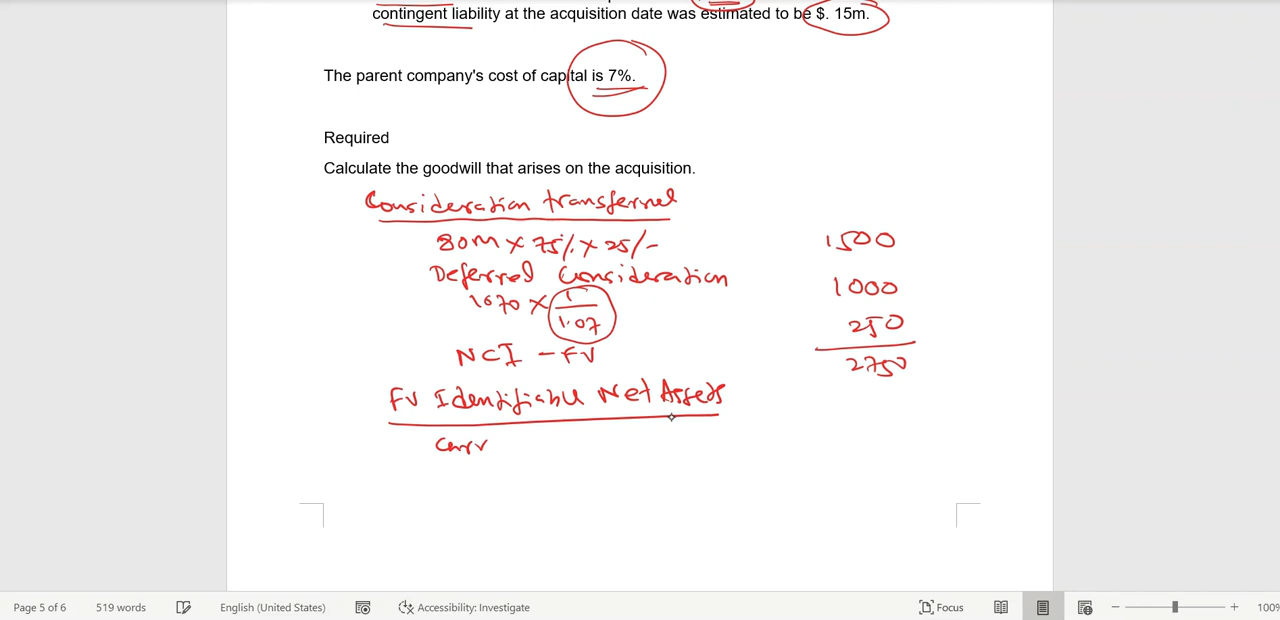 contingent liability at the acquisition date was estimated to be $. 15m.
The parent company's cost of capital is 7%.
Required
Calculate the goodwill that arises on the acquisition.
Consideration transferred
80m × 75% × 25/- 1500
Deferred Consideration 1000
1070 × 1/1.07
250
NCI - FV 2750
FV Identifiable Net Assets
Carr
Page 5 of 6 519 words English (United States) Accessibility: Investigate Focus 100%